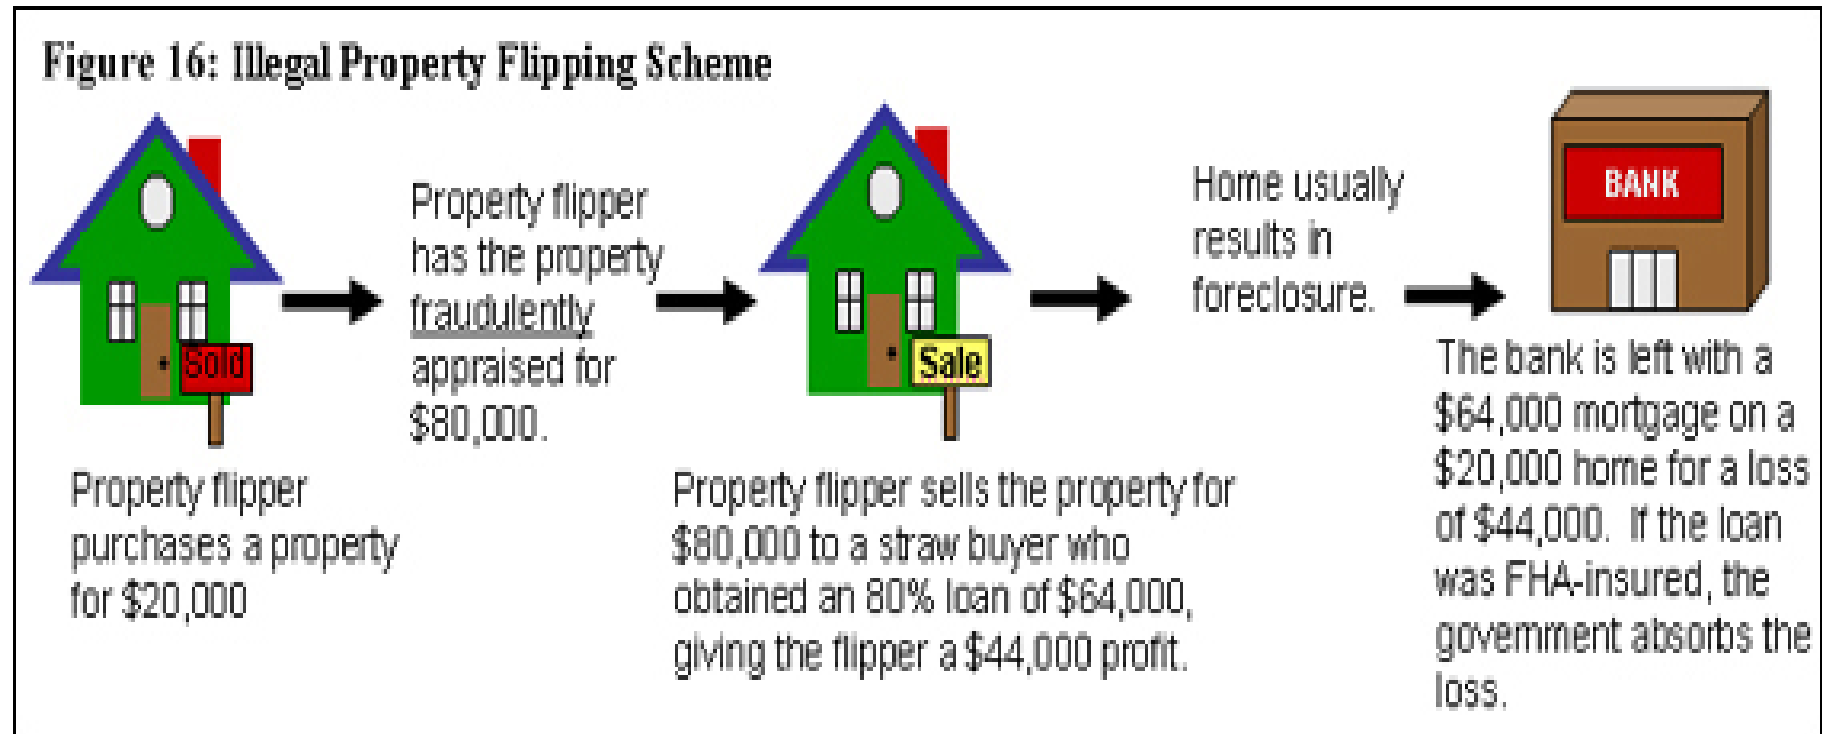 Figure 16: Illegal Property Flipping Scheme
Sold
Property flipper
purchases a property
for $20,000
Property flipper
has the property
fraudulently
appraised for
$80,000.
Sale
Property flipper sells the property for
$80,000 to a straw buyer who
obtained an 80% loan of $64,000,
giving the flipper a $44,000 profit.
Home usually
results in
foreclosure.
BANK
The bank is left with a
$64,000 mortgage on a
$20,000 home for a loss
of $44,000. If the loan
was FHA-insured, the
government absorbs the
loss.